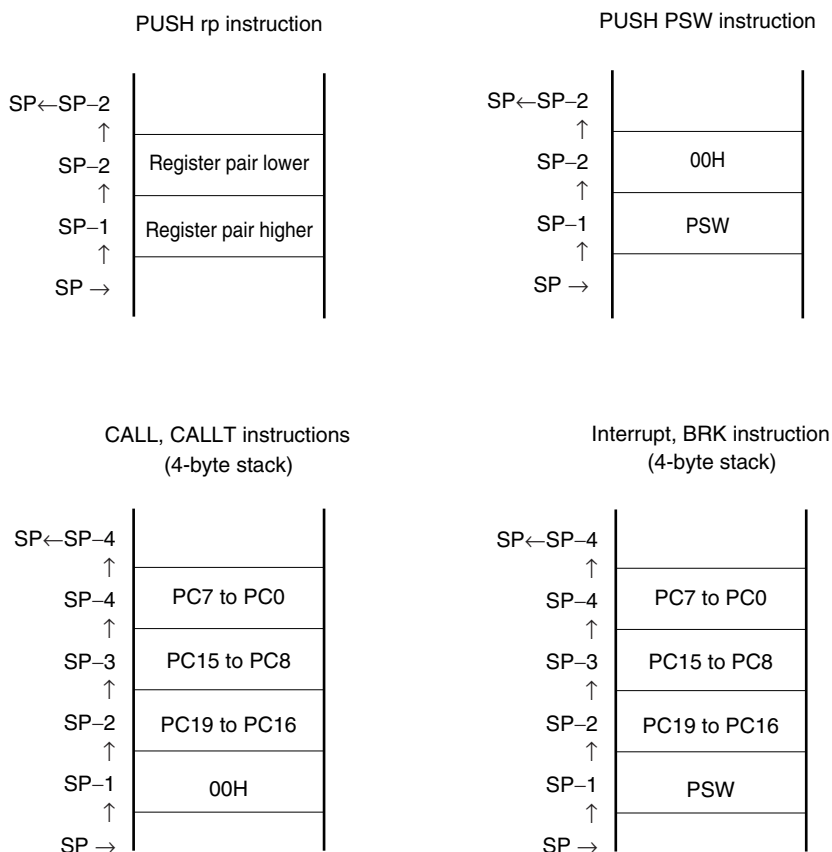 PUSH rp instruction
SP←SP–2
↑
SP–2
Register pair lower
↑
SP–1
Register pair higher
↑
SP →
PUSH PSW instruction
SP←SP–2
↑
SP–2
00H
↑
SP–1
PSW
↑
SP →
CALL, CALLT instructions
(4-byte stack)
SP←SP–4
↑
SP–4
PC7 to PC0
↑
SP–3
PC15 to PC8
↑
SP–2
PC19 to PC16
↑
SP–1
00H
↑
SP →
Interrupt, BRK instruction
(4-byte stack)
SP←SP–4
↑
SP–4
PC7 to PC0
↑
SP–3
PC15 to PC8
↑
SP–2
PC19 to PC16
↑
SP–1
PSW
↑
SP →